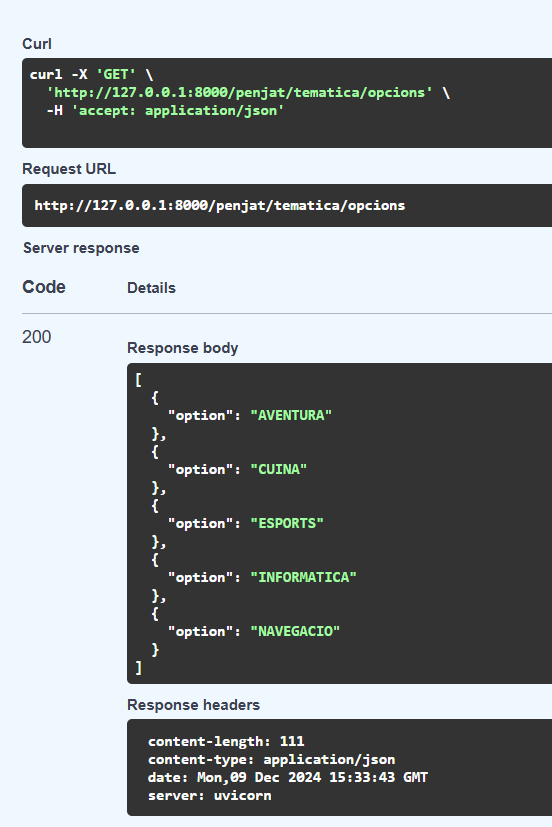 Curl
curl -X 'GET' \
'http://127.0.0.1:8000/penjat/tematica/opcions' \
-H 'accept: application/json'
Request URL
http://127.0.0.1:8000/penjat/tematica/opcions
Server response
Code Details
200
Response body
[
{
"option": "AVENTURA"
},
{
"option": "CUINA"
},
{
"option": "ESPORTS"
},
{
"option": "INFORMATICA"
},
{
"option": "NAVEGACIO"
}
]
Response headers
content-length: 111
content-type: application/json
date: Mon,09 Dec 2024 15:33:43 GMT
server: uvicorn